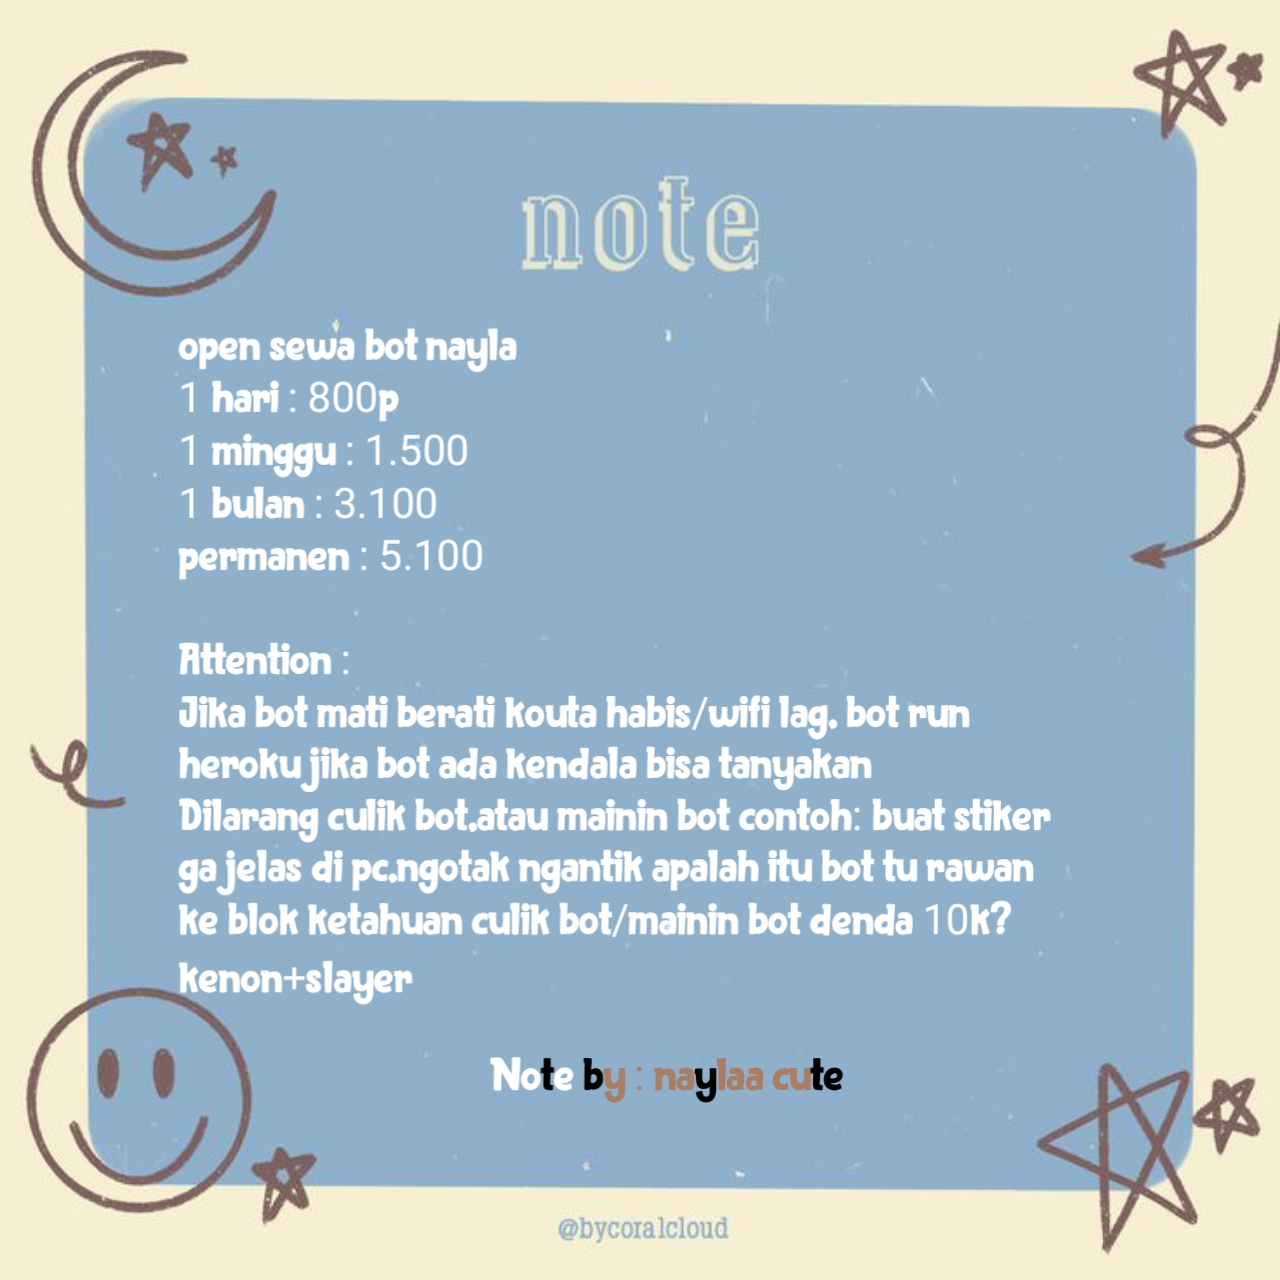 note
open sewa bot nayla
1 hari : 800p
1 minggu : 1.500
1 bulan : 3.100
permanen : 5.100
Attention :
Jika bot mati berati kouta habis/wifi lag, bot run
heroku jika bot ada kendala bisa tanyakan
Dilarang culik bot,atau mainin bot contoh: buat stiker
ga jelas di pc,ngotak ngantik apalah itu bot tu rawan
ke blok ketahuan culik bot/mainin bot denda 10k?
kenon+slayer
Note by : naylaa cute
@bycoralcloud